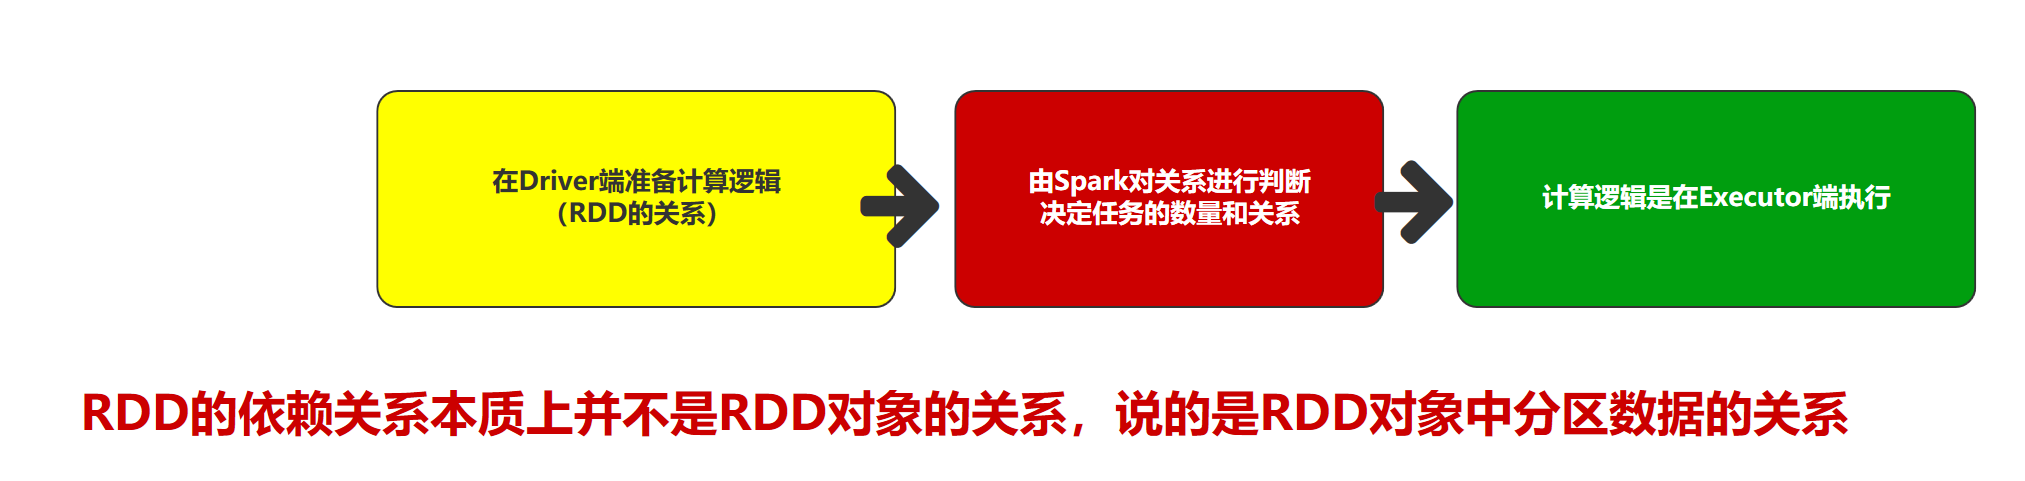 在Driver端准备计算逻辑
（RDD的关系）
由Spark对关系进行判断
决定任务的数量和关系
计算逻辑是在Executor端执行
RDD的依赖关系本质上并不是RDD对象的关系，说的是RDD对象中分区数据的关系